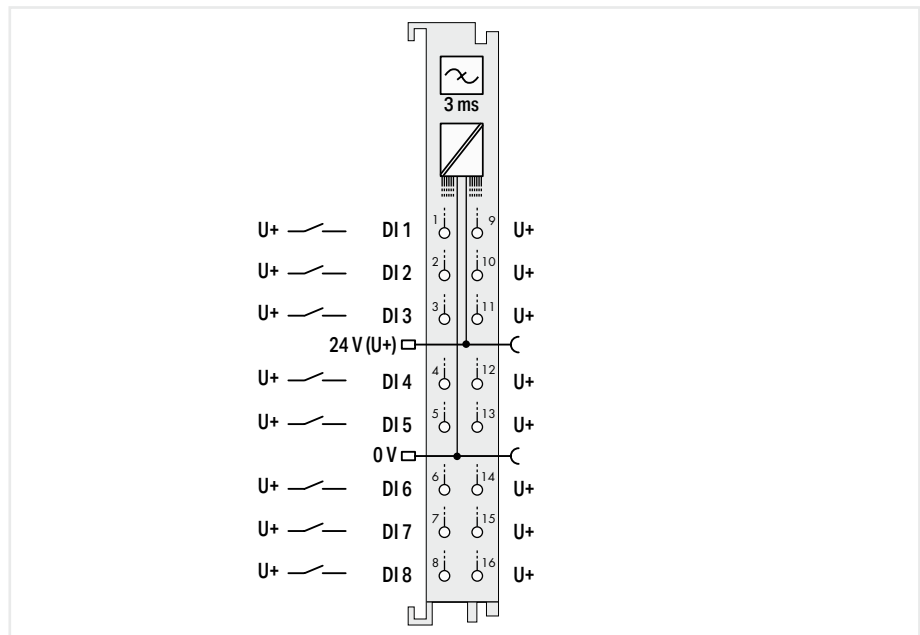 3 ms
U+ DI 1 1 9 U+
U+ DI 2 2 10 U+
U+ DI 3 3 11 U+
24 V (U+)
U+ DI 4 4 12 U+
U+ DI 5 5 13 U+
0 V
U+ DI 6 6 14 U+
U+ DI 7 7 15 U+
U+ DI 8 8 16 U+